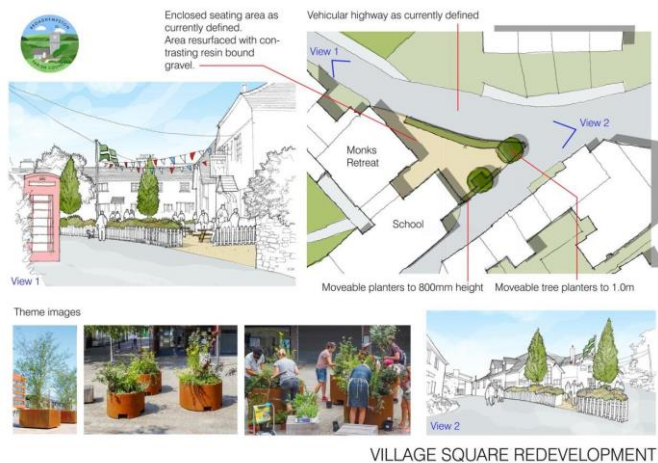 Enclosed seating area as
currently defined.
Area resurfaced with con-
trasting resin bound
gravel.
Vehicular highway as currently defined
View 1
View 2
Monks
Retreat
School
View 1
Moveable planters to 800mm height
Moveable tree planters to 1.0m
Theme images
View 2
VILLAGE SQUARE REDEVELOPMENT